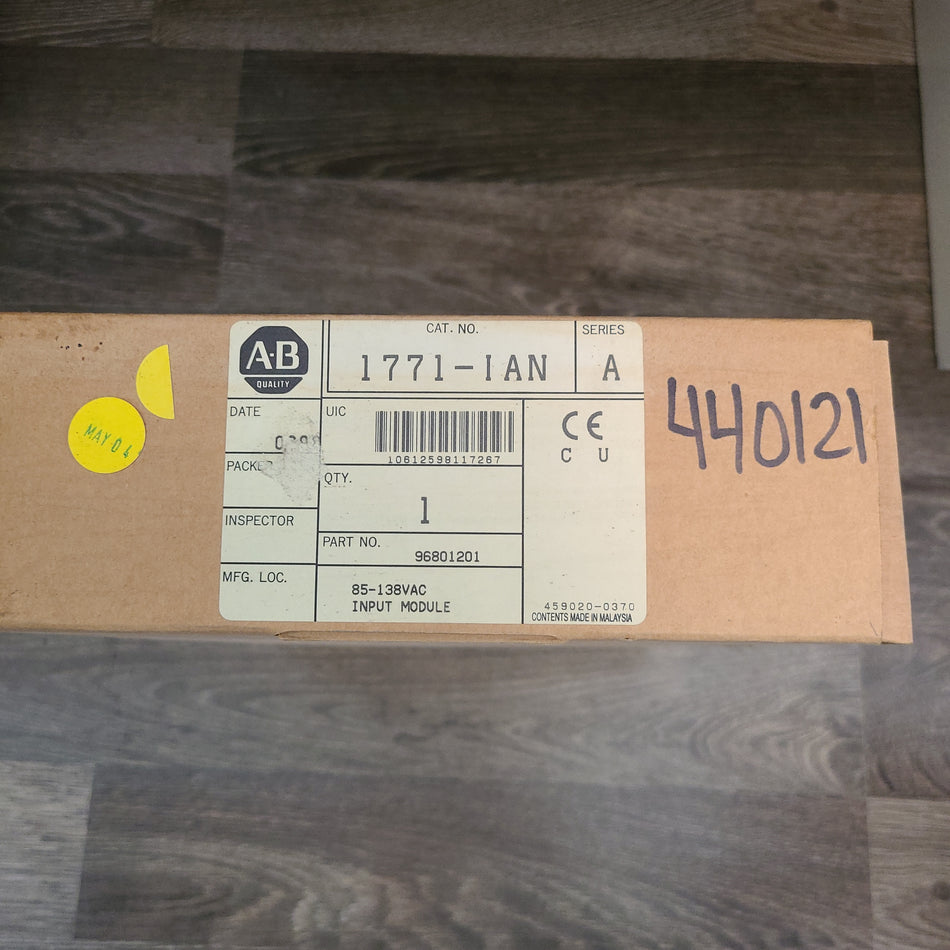 A-B
QUALITY
CAT. NO.
1771-IAN
SERIES
A
DATE
UIC
10612598117267
CE
C U
QTY.
1
INSPECTOR
PART NO.
96801201
MFG. LOC.
85-138VAC
INPUT MODULE
459020-0370
CONTENTS MADE IN MALAYSIA
MAY 04
440121